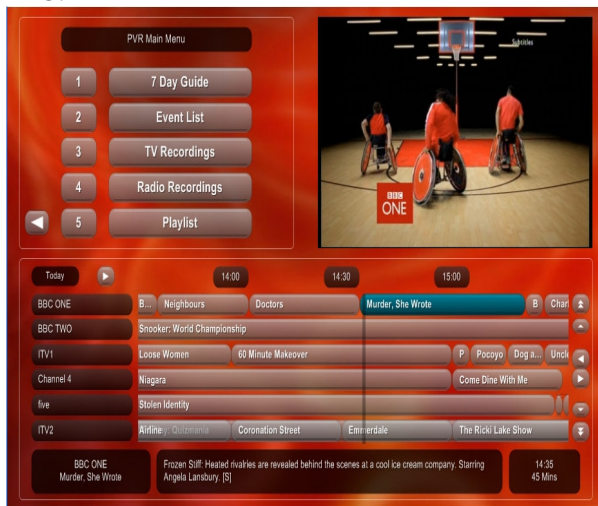 PVR Main Menu
1 7 Day Guide
2 Event List
3 TV Recordings
4 Radio Recordings
5 Playlist
Subtitles
BBC
ONE
Today 14:00 14:30 15:00
BBC ONE B... Neighbours Doctors Murder, She Wrote B Charl
BBC TWO Snooker: World Championship
ITV1 Loose Women 60 Minute Makeover P Pocoyo Dog a... Uncle
Channel 4 Niagara Come Dine With Me
five Stolen Identity
ITV2 Airline y: Quizmania Coronation Street Emmerdale The Ricki Lake Show
BBC ONE
Murder, She Wrote
Frozen Stiff: Heated rivalries are revealed behind the scenes at a cool ice cream company. Starring
Angela Lansbury. [S]
14:35
45 Mins